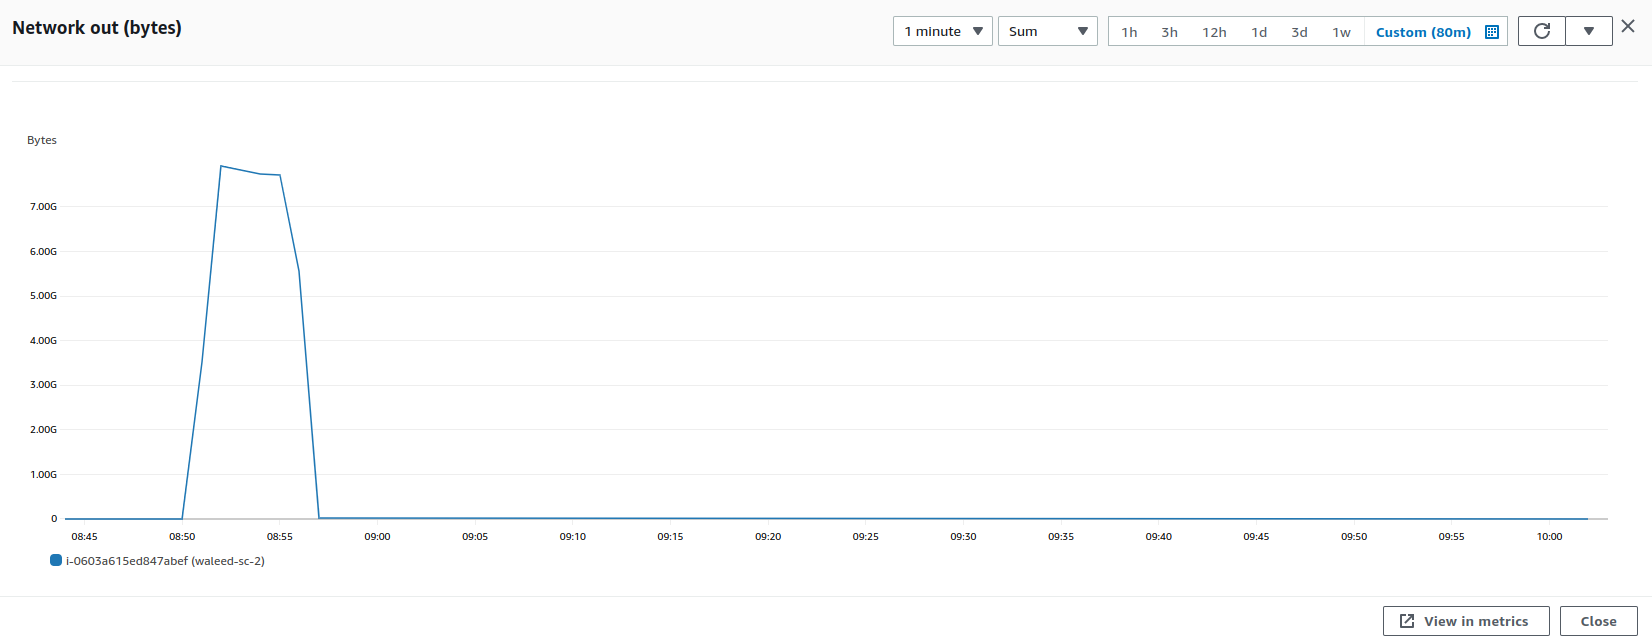 Network out (bytes)
1 minute
Sum
1h 3h 12h 1d 3d 1w Custom (80m)
Bytes
7.00G
6.00G
5.00G
4.00G
3.00G
2.00G
1.00G
0
08:45 08:50 08:55 09:00 09:05 09:10 09:15 09:20 09:25 09:30 09:35 09:40 09:45 09:50 09:55 10:00
i-0603a615ed847abef (waleed-sc-2)
View in metrics
Close